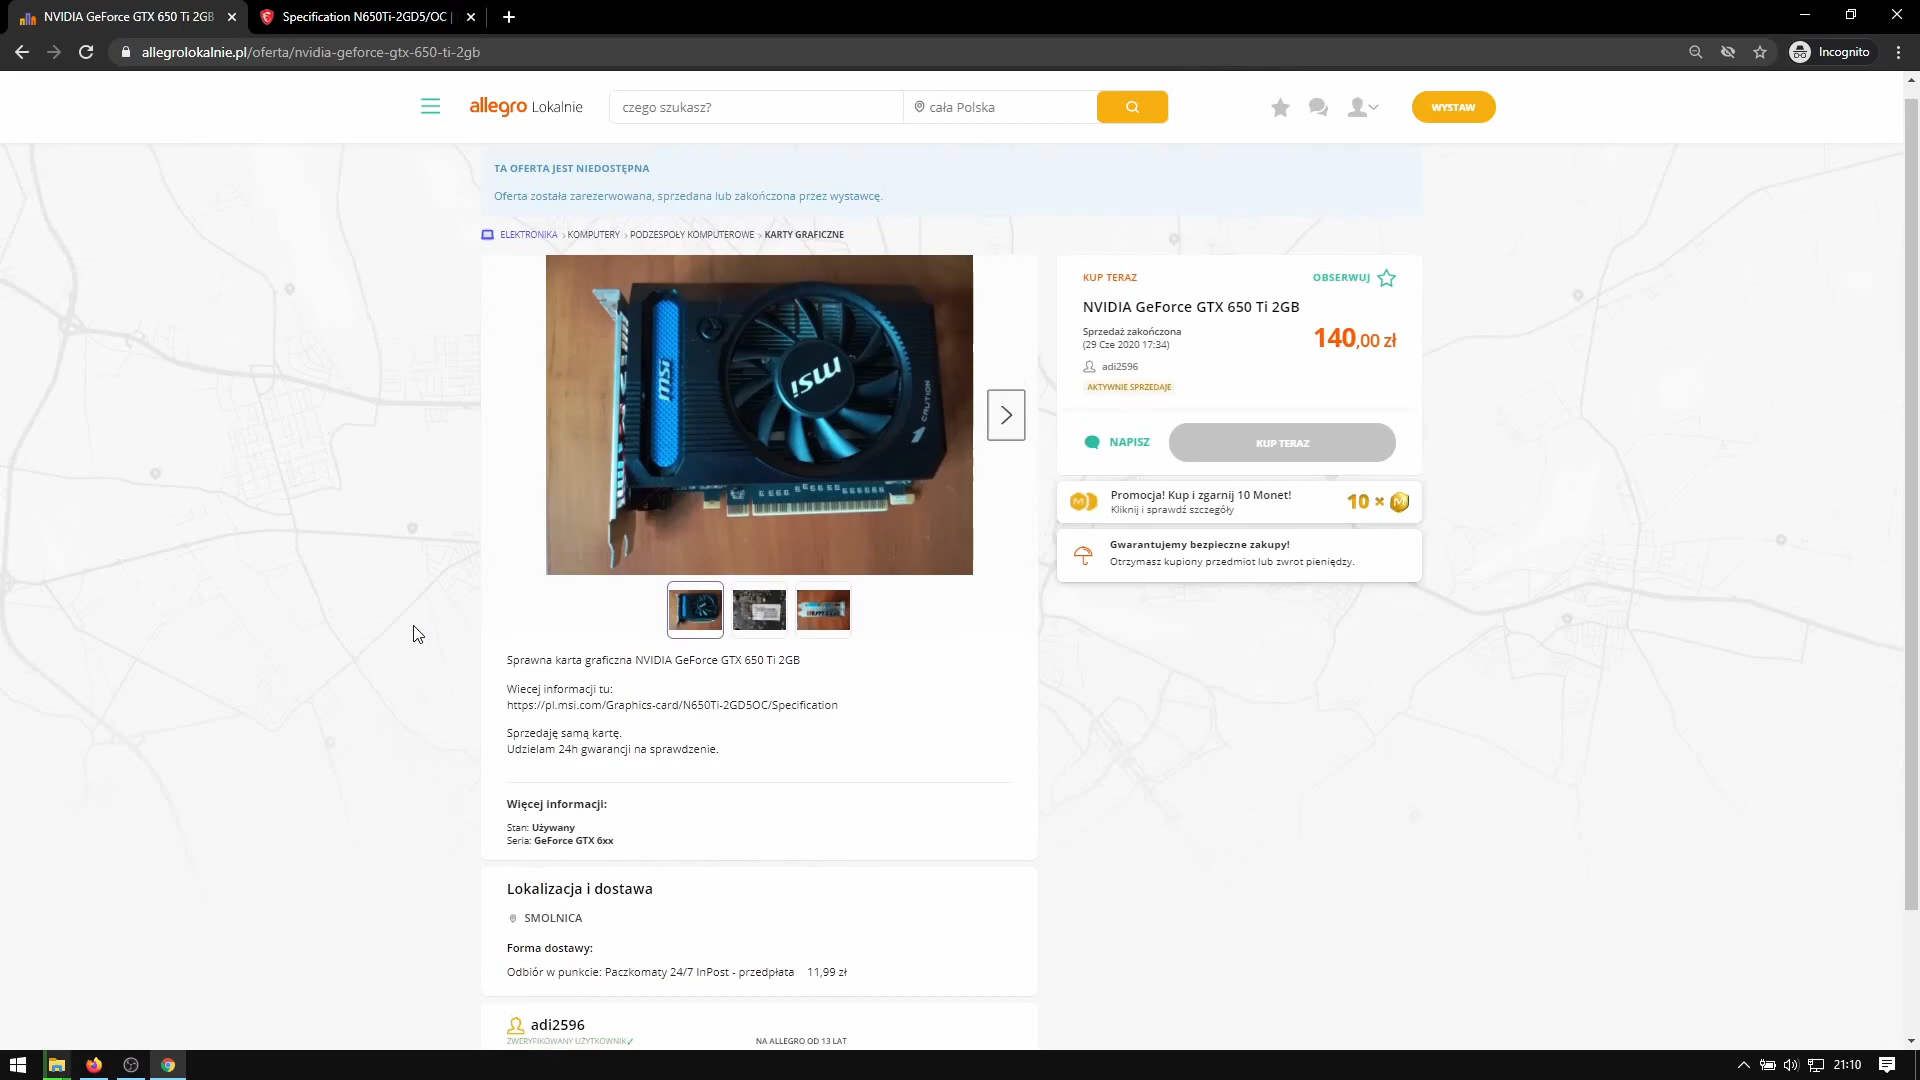 NVIDIA GeForce GTX 650 Ti 2GB
Specification N650Ti-2GD5/OC |
allegrolokalnie.pl/oferta/nvidia-geforce-gtx-650-ti-2gb
Incognito
allegro Lokalnie
czego szukasz?
cała Polska
WYSTAW
TA OFERTA JEST NIEDOSTĘPNA
Oferta została zarezerwowana, sprzedana lub zakończona przez wystawcę.
ELEKTRONIKA › KOMPUTERY › PODZESPOŁY KOMPUTEROWE › KARTY GRAFICZNE
msi
msi
CAUTION
KUP TERAZ
OBSERWUJ
NVIDIA GeForce GTX 650 Ti 2GB
Sprzedaż zakończona
(29 Cze 2020 17:34)
140,00 zł
adi2596
AKTYWNIE SPRZEDAJE
NAPISZ
KUP TERAZ
Promocja! Kup i zgarnij 10 Monet!
Kliknij i sprawdź szczegóły
10 × M
Gwarantujemy bezpieczne zakupy!
Otrzymasz kupiony przedmiot lub zwrot pieniędzy.
Sprawna karta graficzna NVIDIA GeForce GTX 650 Ti 2GB
Wiecej informacji tu:
https://pl.msi.com/Graphics-card/N650Ti-2GD5OC/Specification
Sprzedaję samą kartę.
Udzielam 24h gwarancji na sprawdzenie.
Więcej informacji:
Stan: Używany
Seria: GeForce GTX 6xx
Lokalizacja i dostawa
SMOLNICA
Forma dostawy:
Odbiór w punkcie: Paczkomaty 24/7 InPost - przedpłata 11,99 zł
adi2596
ZWERYFIKOWANY UŻYTKOWNIK✓
NA ALLEGRO OD 13 LAT
21:10